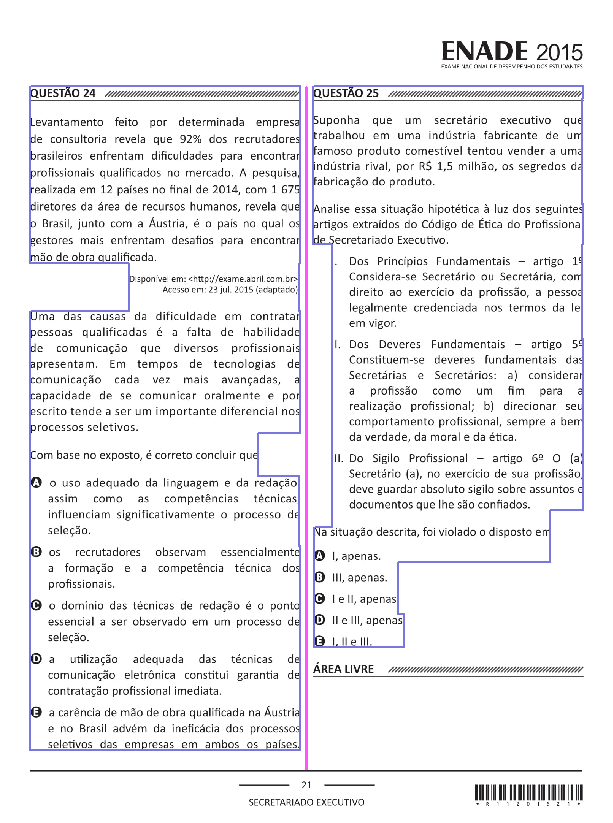 ENADE 2015
EXAME NACIONAL DE DESEMPENHO DOS ESTUDANTES
QUESTÃO 24
Levantamento feito por determinada empresa
de consultoria revela que 92% dos recrutadores
brasileiros enfrentam dificuldades para encontrar
profissionais qualificados no mercado. A pesquisa,
realizada em 12 países no final de 2014, com 1 675
diretores da área de recursos humanos, revela que
o Brasil, junto com a Áustria, é o país no qual os
gestores mais enfrentam desafios para encontrar
mão de obra qualificada.
Disponível em: <http://exame.abril.com.br>
Acesso em: 23 jul. 2015 (adaptado)
Uma das causas da dificuldade em contratar
pessoas qualificadas é a falta de habilidade
de comunicação que diversos profissionais
apresentam. Em tempos de tecnologias de
comunicação cada vez mais avançadas, a
capacidade de se comunicar oralmente e por
escrito tende a ser um importante diferencial nos
processos seletivos.
Com base no exposto, é correto concluir que
A o uso adequado da linguagem e da redação
assim como as competências técnicas
influenciam significativamente o processo de
seleção.
B os recrutadores observam essencialmente
a formação e a competência técnica dos
profissionais.
C o domínio das técnicas de redação é o ponto
essencial a ser observado em um processo de
seleção.
D a utilização adequada das técnicas de
comunicação eletrônica constitui garantia de
contratação profissional imediata.
E a carência de mão de obra qualificada na Áustria
e no Brasil advém da ineficácia dos processos
seletivos das empresas em ambos os países.
QUESTÃO 25
Suponha que um secretário executivo que
trabalhou em uma indústria fabricante de um
famoso produto comestível tentou vender a uma
indústria rival, por R$ 1,5 milhão, os segredos da
fabricação do produto.
Analise essa situação hipotética à luz dos seguintes
artigos extraídos do Código de Ética do Profissional
de Secretariado Executivo.
I. Dos Princípios Fundamentais – artigo 1º
Considera-se Secretário ou Secretária, com
direito ao exercício da profissão, a pessoa
legalmente credenciada nos termos da lei
em vigor.
II. Dos Deveres Fundamentais – artigo 5º
Constituem-se deveres fundamentais das
Secretárias e Secretários: a) considerar
a profissão como um fim para a
realização profissional; b) direcionar seu
comportamento profissional, sempre a bem
da verdade, da moral e da ética.
III. Do Sigilo Profissional – artigo 6º O (a)
Secretário (a), no exercício de sua profissão,
deve guardar absoluto sigilo sobre assuntos e
documentos que lhe são confiados.
Na situação descrita, foi violado o disposto em
A I, apenas.
B III, apenas.
C I e II, apenas
D II e III, apenas
E I, II e III.
ÁREA LIVRE
21
SECRETARIADO EXECUTIVO
*R1120152​1*